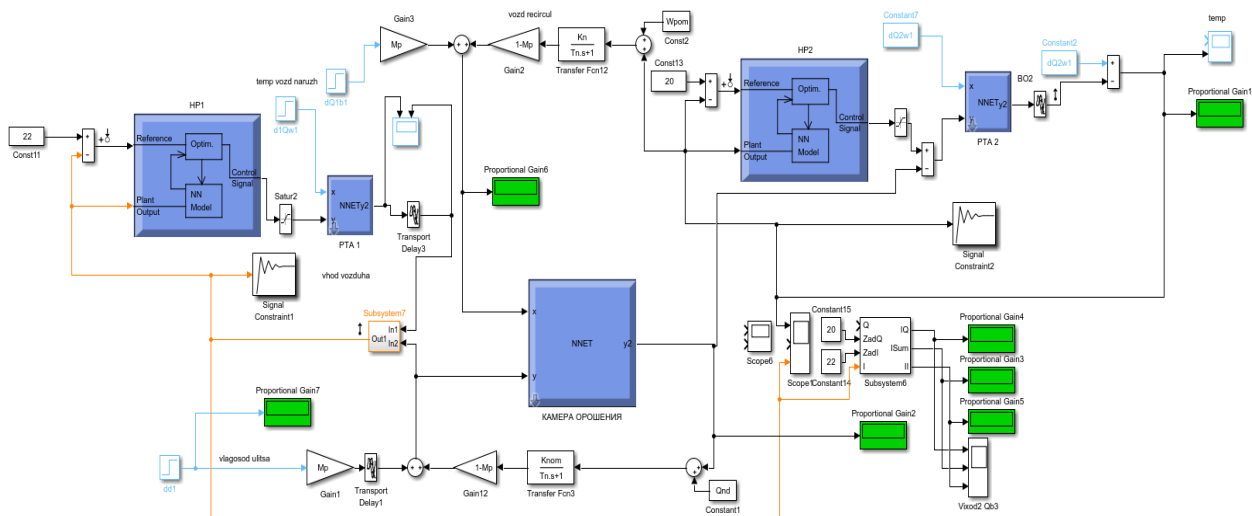 Gain3
Mp
vozd recircul
1-Mp
Gain2
Kn
Tn.s+1
Transfer Fcn12
Wpom
Const2
Constant7
dQ2w1
temp
Constant2
dQ2w1
HP2
Const13
20
Reference
Optim.
Control
Signal
NN
Model
Plant
Output
x
NNET
y2
PTA 2
BO2
Proportional Gain1
temp vozd naruzh
dQ1b1
d1Qw1
HP1
22
Const11
Reference
Optim.
Control
Signal
NN
Model
Plant
Output
Satur2
x
NNET
y2
PTA 1
Transport
Delay3
Proportional Gain6
Signal
Constraint1
vhod vozduha
Signal
Constraint2
Subsystem7
In1
Out1
In2
x
NNET
y2
y
КАМЕРА ОРОШЕНИЯ
Scope6
Scope1
Constant15
20
22
Constant14
Q
ZadQ
ZadI
I
IQ
ISum
II
Subsystem6
Proportional Gain4
Proportional Gain3
Proportional Gain5
Proportional Gain2
Vixod2 Qb3
Proportional Gain7
vlagosod ulitsa
dd1
Mp
Gain1
Transport
Delay1
1-Mp
Gain12
Knom
Tn.s+1
Transfer Fcn3
Qnd
Constant1